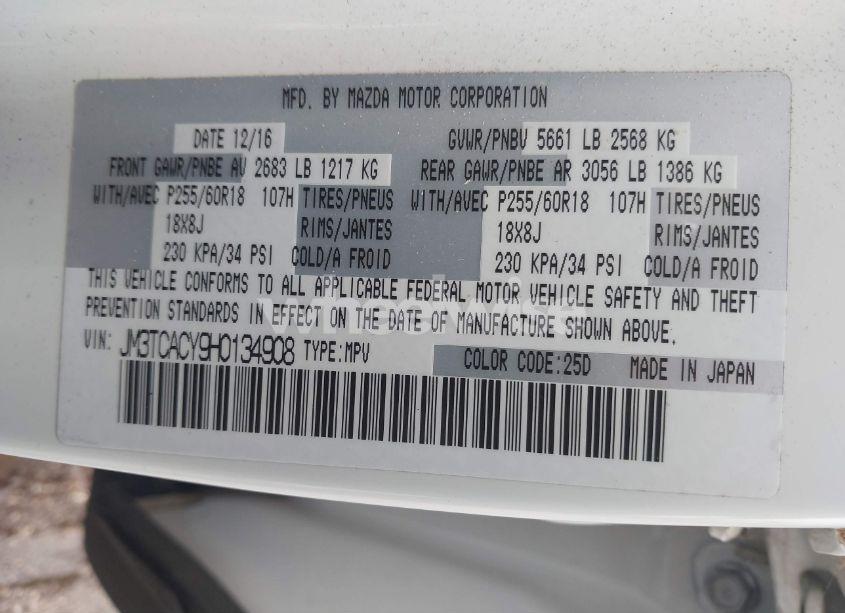 MFD. BY MAZDA MOTOR CORPORATION
DATE 12/16 GVWR/PNBV 5661 LB 2568 KG
FRONT GAWR/PNBE AV 2683 LB 1217 KG REAR GAWR/PNBE AR 3056 LB 1386 KG
WITH/AVEC P255/60R18 107H TIRES/PNEUS WITH/AVEC P255/60R18 107H TIRES/PNEUS
18X8J RIMS/JANTES 18X8J RIMS/JANTES
230 KPA/34 PSI COLD/A FROID 230 KPA/34 PSI COLD/A FROID
THIS VEHICLE CONFORMS TO ALL APPLICABLE FEDERAL MOTOR VEHICLE SAFETY AND THEFT
PREVENTION STANDARDS IN EFFECT ON THE DATE OF MANUFACTURE SHOWN ABOVE.
VIN: JM3TCACY9H0134908 TYPE:MPV COLOR CODE:25D MADE IN JAPAN